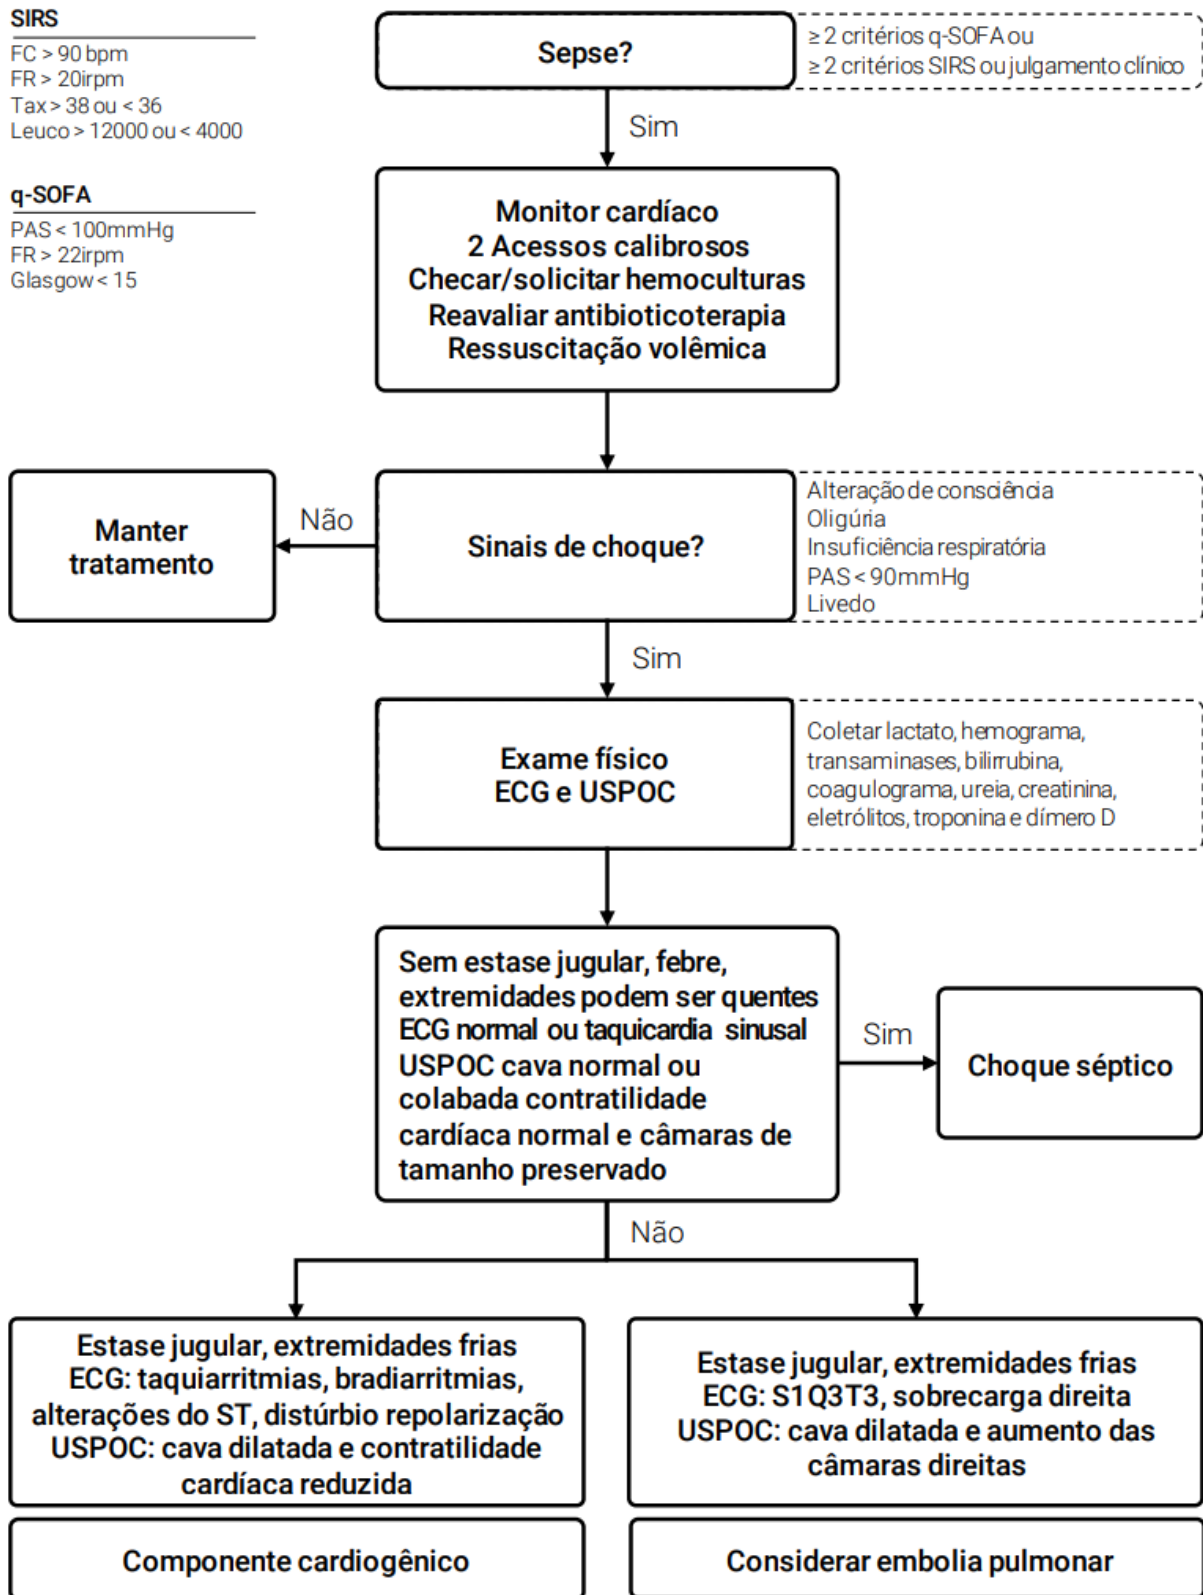 SIRS
FC > 90 bpm
FR > 20irpm
Tax > 38 ou < 36
Leuco > 12000 ou < 4000
q-SOFA
PAS < 100mmHg
FR > 22irpm
Glasgow < 15
Sepse?
≥ 2 critérios q-SOFA ou
≥ 2 critérios SIRS ou julgamento clínico
Sim
Monitor cardíaco
2 Acessos calibrosos
Checar/solicitar hemoculturas
Reavaliar antibioticoterapia
Ressuscitação volêmica
Manter
tratamento
Não
Sinais de choque?
Alteração de consciência
Oligúria
Insuficiência respiratória
PAS < 90mmHg
Livedo
Sim
Exame físico
ECG e USPOC
Coletar lactato, hemograma,
transaminases, bilirrubina,
coagulograma, ureia, creatinina,
eletrólitos, troponina e dímero D
Sem estase jugular, febre,
extremidades podem ser quentes
ECG normal ou taquicardia sinusal
USPOC cava normal ou
colabada contratilidade
cardíaca normal e câmaras de
tamanho preservado
Sim
Choque séptico
Não
Estase jugular, extremidades frias
ECG: taquiarritmias, bradiarritmias,
alterações do ST, distúrbio repolarização
USPOC: cava dilatada e contratilidade
cardíaca reduzida
Estase jugular, extremidades frias
ECG: S1Q3T3, sobrecarga direita
USPOC: cava dilatada e aumento das
câmaras direitas
Componente cardiogênico
Considerar embolia pulmonar